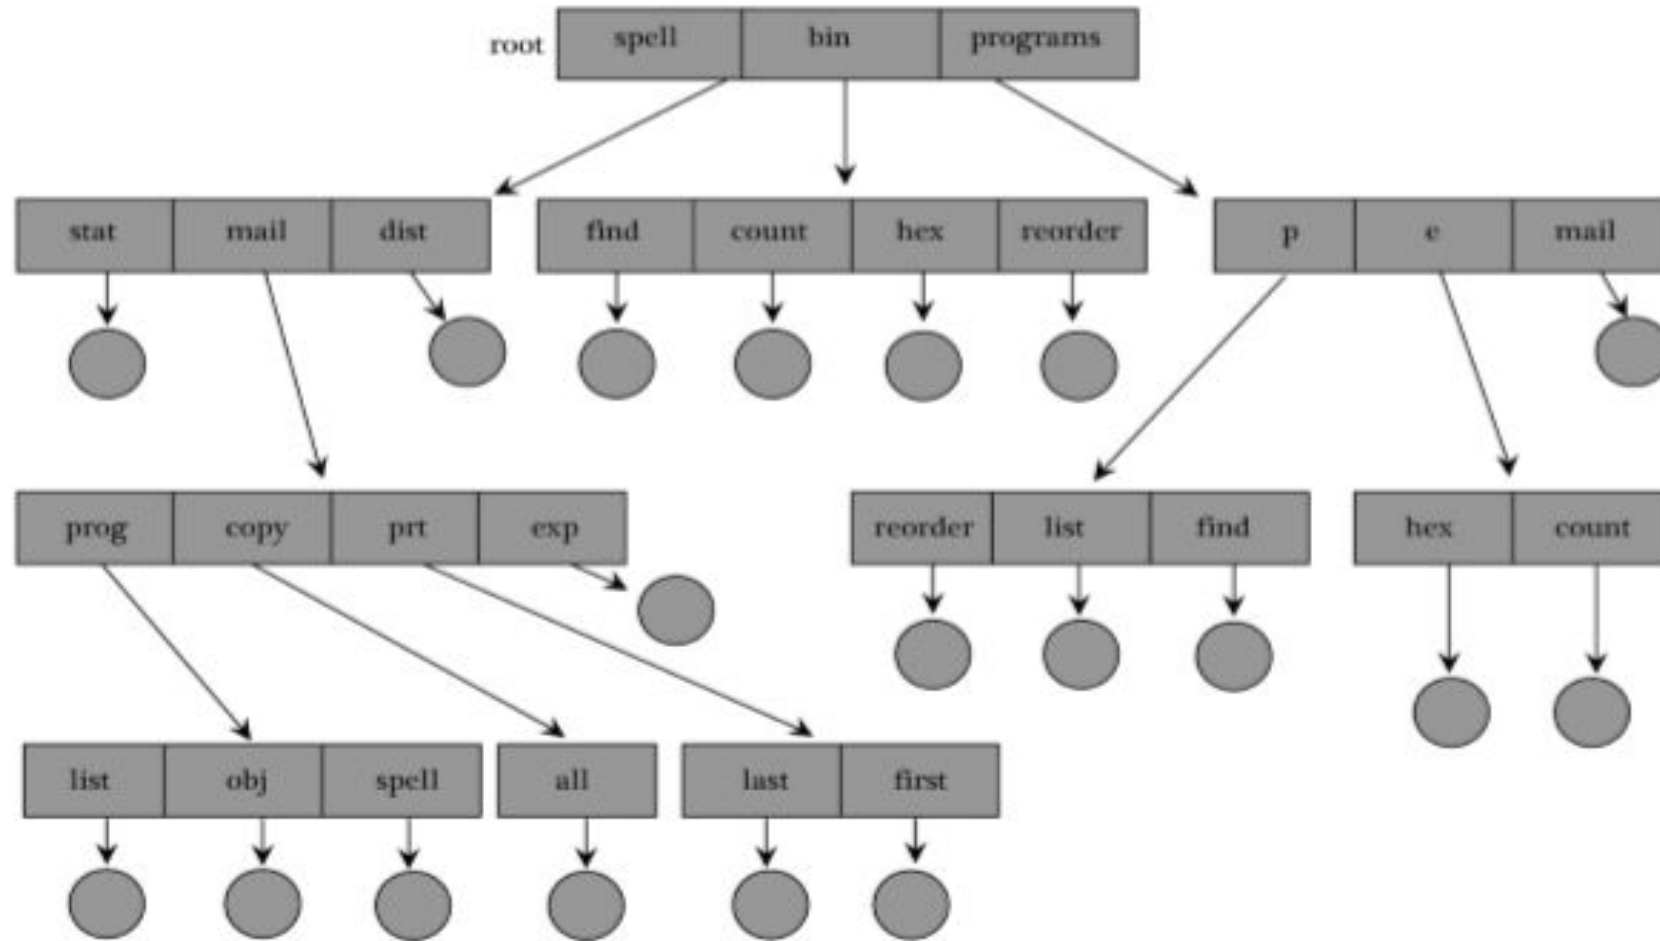 root spell bin programs
stat mail dist find count hex reorder p e mail
prog copy prt exp reorder list find hex count
list obj spell all last first